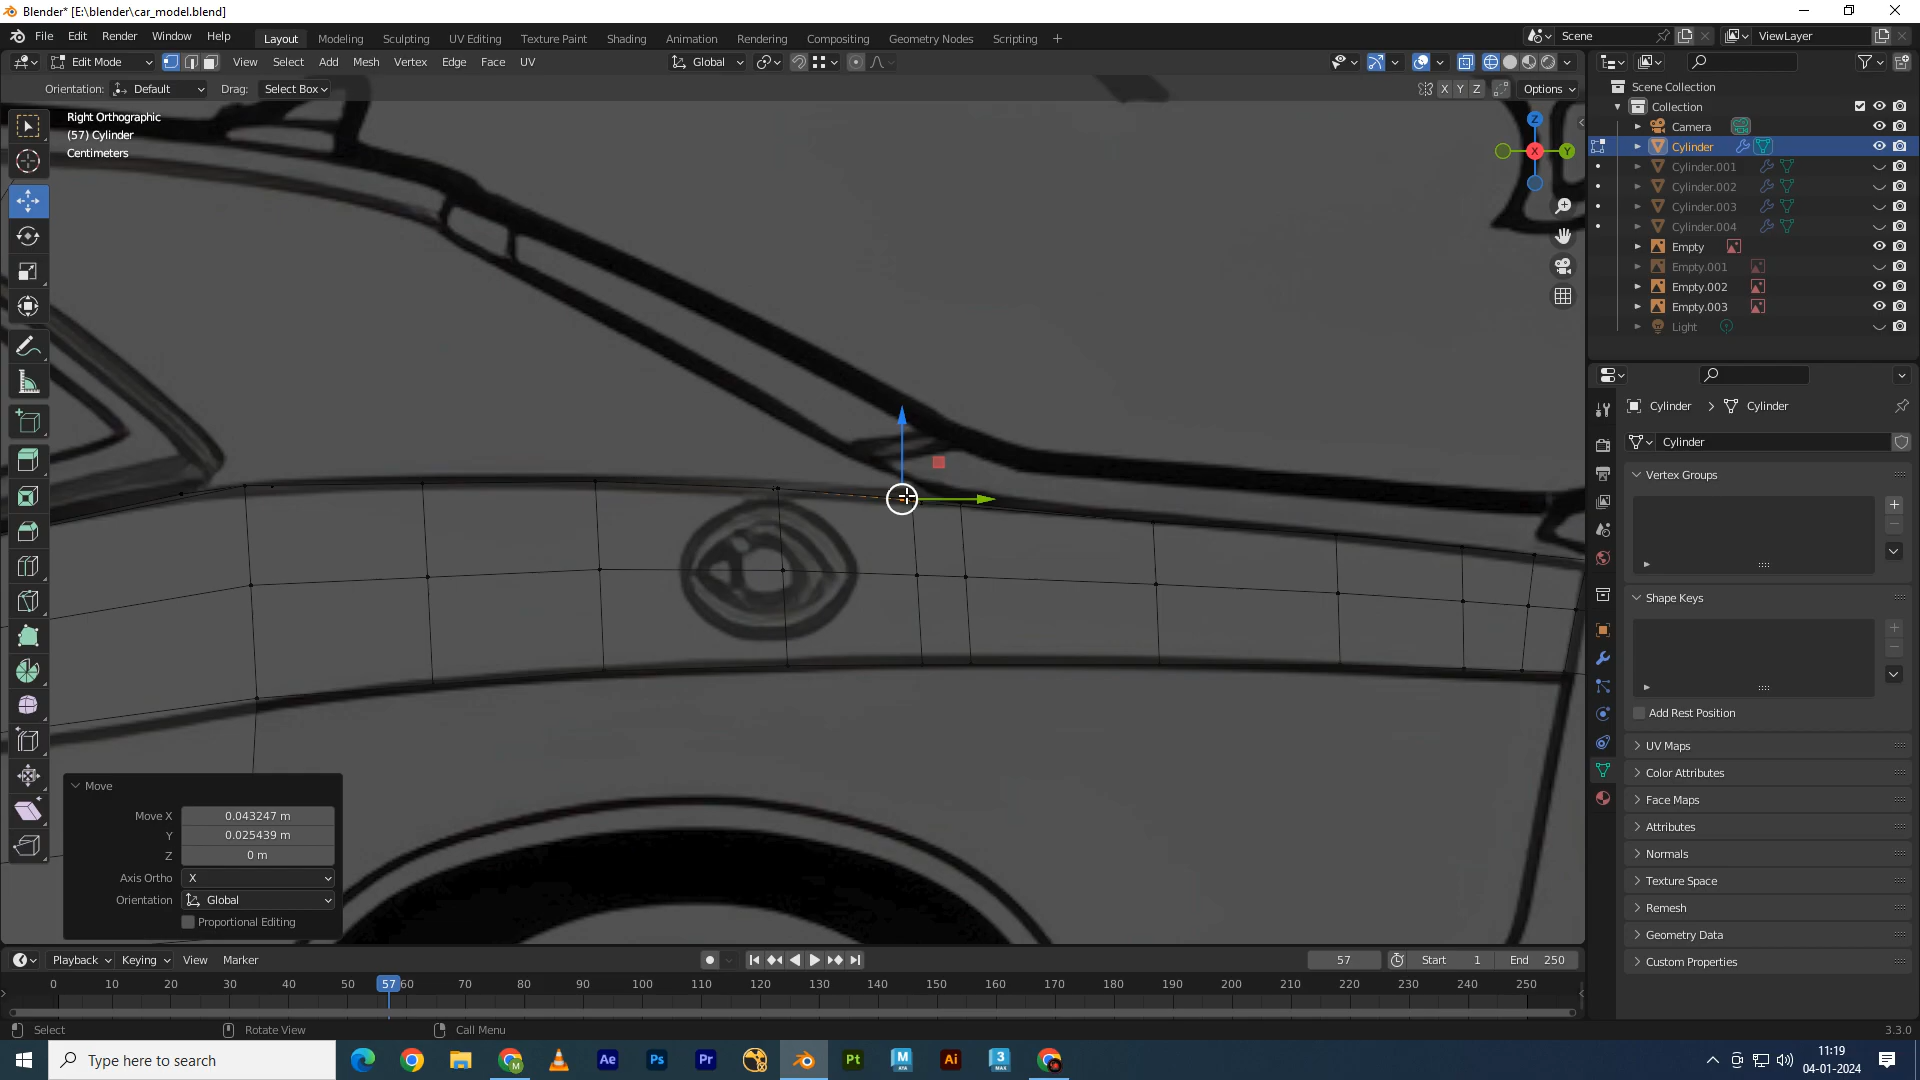 Blender* [E:\blender\car_model.blend]
File Edit Render Window Help
Layout Modeling Sculpting UV Editing Texture Paint Shading Animation Rendering Compositing Geometry Nodes Scripting +
Scene ViewLayer
Edit Mode View Select Add Mesh Vertex Edge Face UV Global
Orientation: Default Drag: Select Box X Y Z Options
Right Orthographic
(57) Cylinder
Centimeters
Z
X Y
Scene Collection
Collection
Camera
Cylinder
Cylinder.001
Cylinder.002
Cylinder.003
Cylinder.004
Empty
Empty.001
Empty.002
Empty.003
Light
Cylinder > Cylinder
Cylinder
Vertex Groups
Shape Keys
Add Rest Position
UV Maps
Color Attributes
Face Maps
Attributes
Normals
Texture Space
Remesh
Geometry Data
Custom Properties
Move
Move X 0.043247 m
Y 0.025439 m
Z 0 m
Axis Ortho X
Orientation Global
Proportional Editing
Playback Keying View Marker 57 Start 1 End 250
0 10 20 30 40 50 57 60 70 80 90 100 110 120 130 140 150 160 170 180 190 200 210 220 230 240 250
Select Rotate View Call Menu 3.3.0
Type here to search
Ae Ps Pr Pt M Ai 3
11:19
04-01-2024